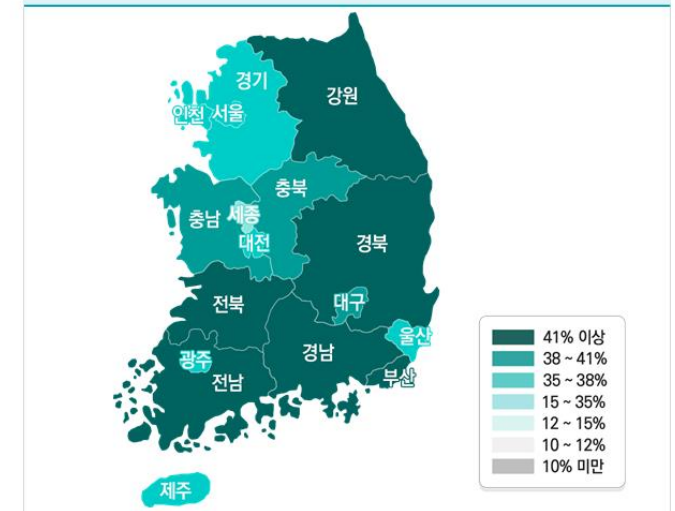 경기
강원
인천 서울
충북
충남 세종
대전
경북
전북
대구
울산
광주
경남
전남
부산
제주
41% 이상
38 ~ 41%
35 ~ 38%
15 ~ 35%
12 ~ 15%
10 ~ 12%
10% 미만